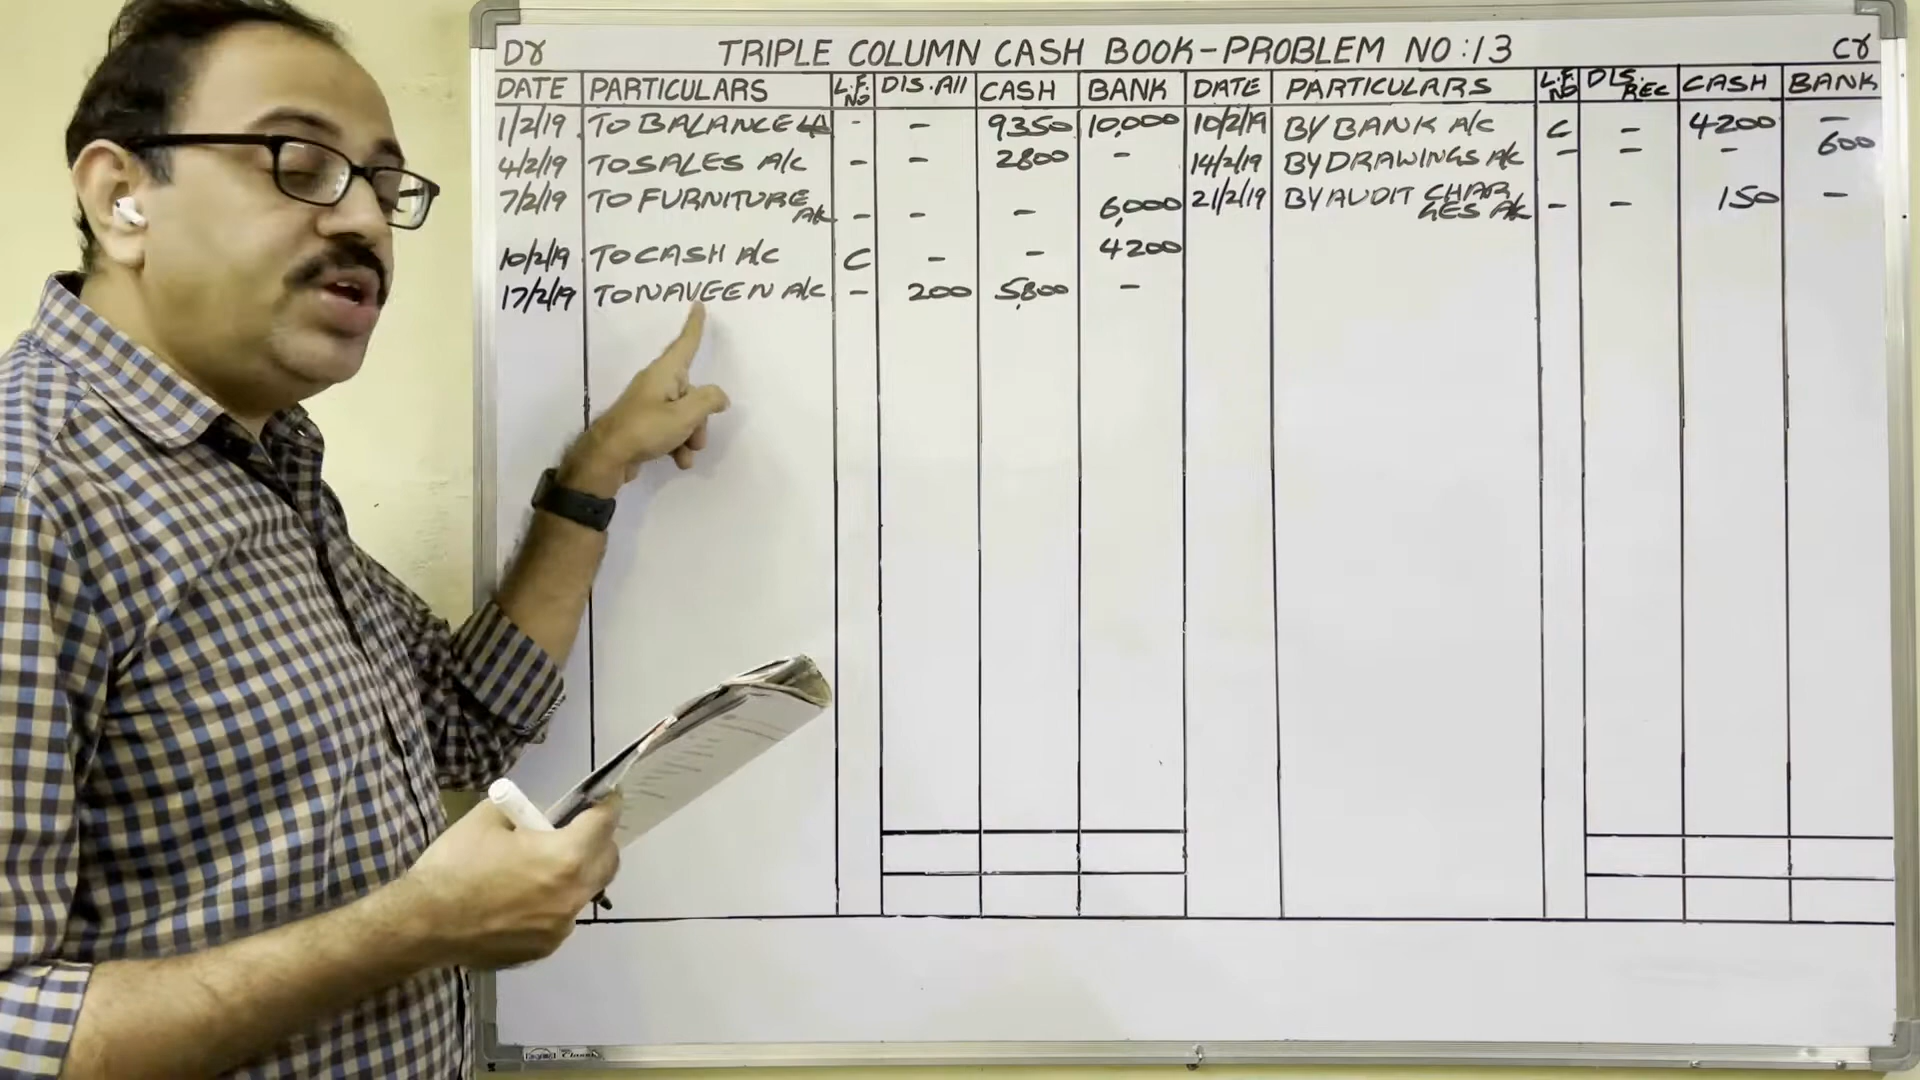 Dr TRIPLE COLUMN CASH BOOK-PROBLEM NO:13 Cr
DATE PARTICULARS L.F. NO DIS.All CASH BANK DATE PARTICULARS L.F. NO DIS. REC CASH BANK
1/2/19 TO BALANCE - - 9350 10,000 10/2/19 BY BANK A/C C - 4200 -
4/2/19 TO SALES A/C - - 2800 - 14/2/19 BY DRAWINGS A/C - - - 600
7/2/19 TO FURNITURE A/C - - - 6,000 21/2/19 BY AUDIT CHARGES A/C - - 150 -
10/2/19 TO CASH A/C C - - 4200
17/2/19 TO NAVEEN A/C - 200 5,800 -